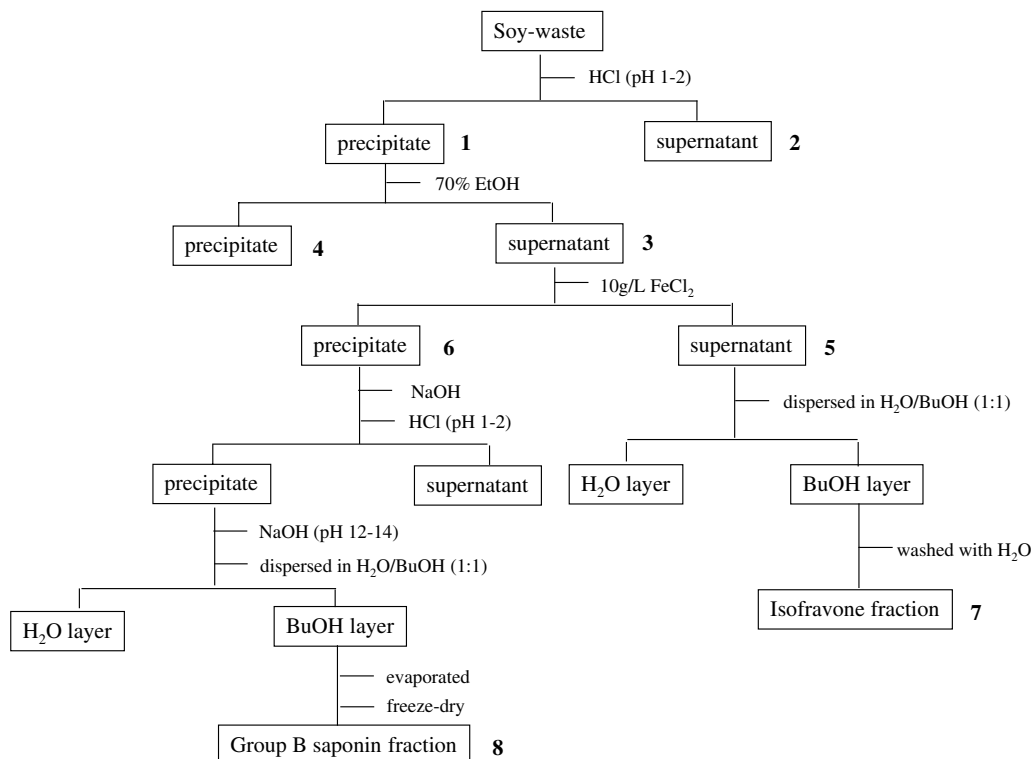 Soy-waste
HCl (pH 1-2)
precipitate 1
supernatant 2
70% EtOH
precipitate 4
supernatant 3
10g/L FeCl₂
precipitate 6
supernatant 5
NaOH
HCl (pH 1-2)
dispersed in H₂O/BuOH (1:1)
precipitate
supernatant
H₂O layer
BuOH layer
NaOH (pH 12-14)
dispersed in H₂O/BuOH (1:1)
washed with H₂O
H₂O layer
BuOH layer
Isofravone fraction 7
evaporated
freeze-dry
Group B saponin fraction 8